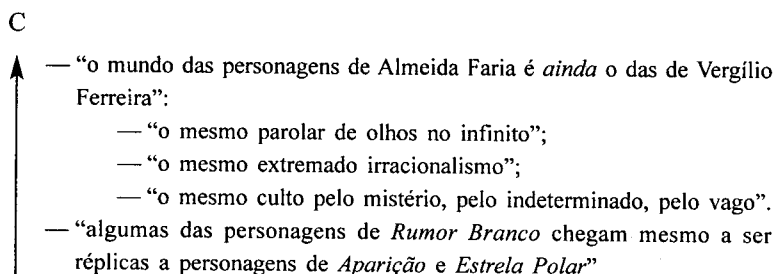 C
— “o mundo das personagens de Almeida Faria é ainda o das de Vergílio
Ferreira”:
— “o mesmo parolar de olhos no infinito”;
— “o mesmo extremado irracionalismo”;
— “o mesmo culto pelo mistério, pelo indeterminado, pelo vago”.
— “algumas das personagens de Rumor Branco chegam mesmo a ser
réplicas a personagens de Aparição e Estrela Polar”